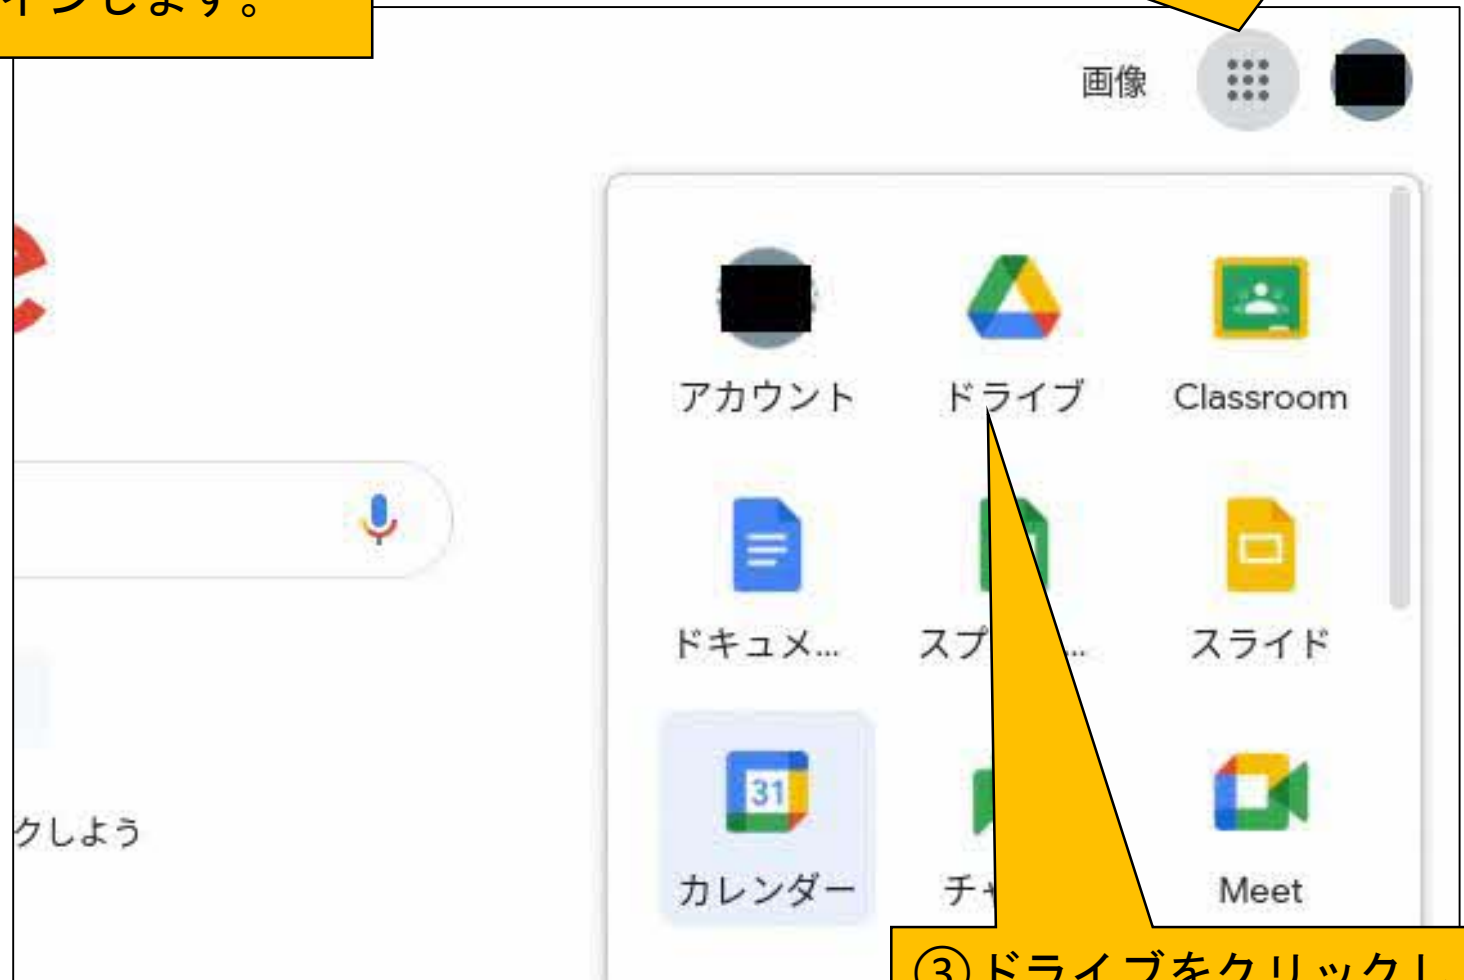 インします。
画像
e
アカウント
ドライブ
Classroom
ドキュメ...
スプ...
スライド
31
クしよう
カレンダー
チャ
Meet
③ドライブをクリックし